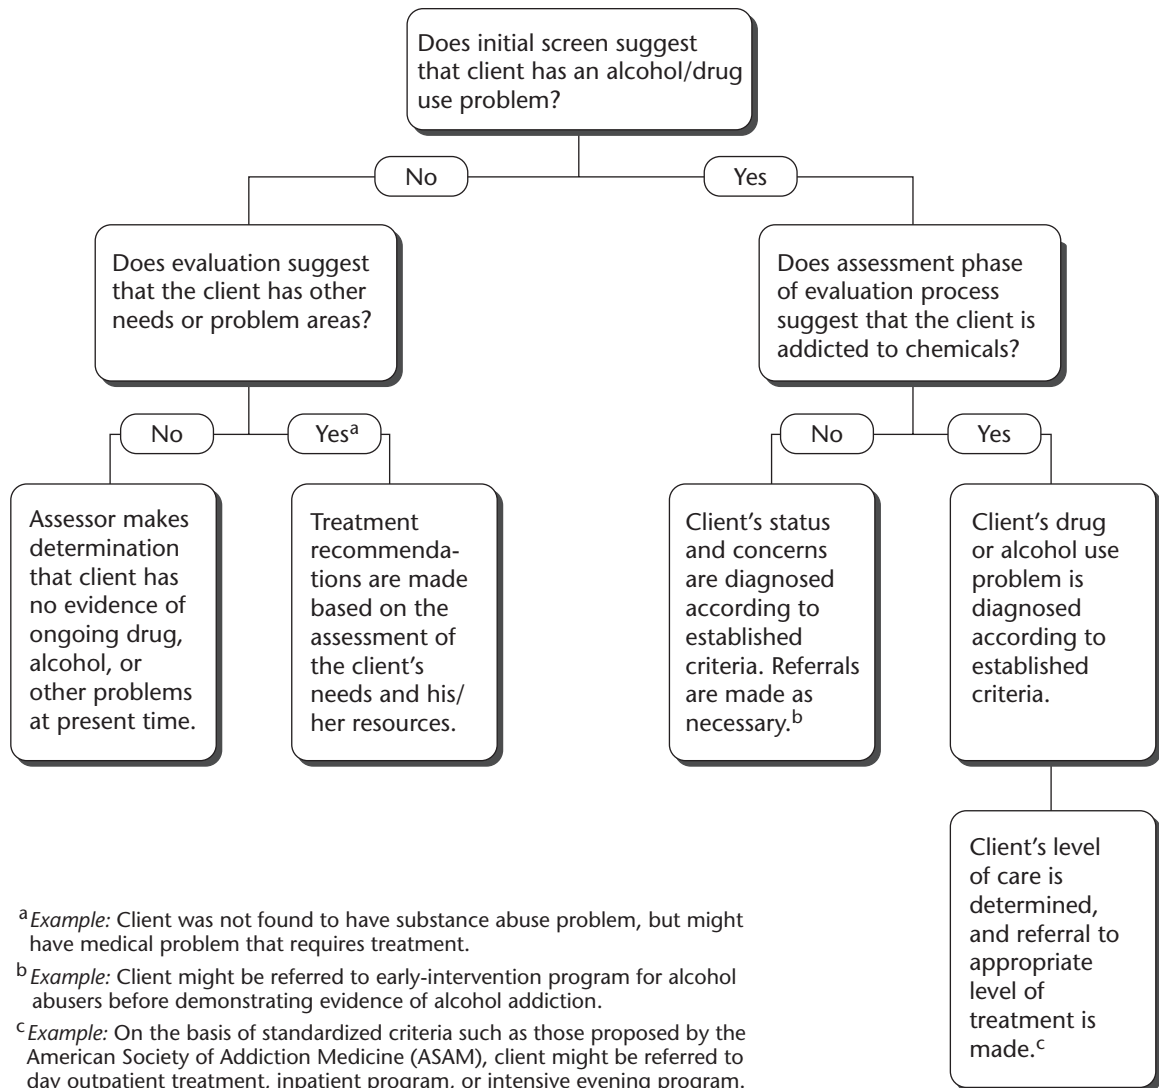 Does initial screen suggest
that client has an alcohol/drug
use problem?
No
Yes
Does evaluation suggest
that the client has other
needs or problem areas?
Does assessment phase
of evaluation process
suggest that the client is
addicted to chemicals?
No
Yesa
No
Yes
Assessor makes
determination
that client has
no evidence of
ongoing drug,
alcohol, or
other problems
at present time.
Treatment
recommenda-
tions are made
based on the
assessment of
the client’s
needs and his/
her resources.
Client’s status
and concerns
are diagnosed
according to
established
criteria. Referrals
are made as
necessary.b
Client’s drug
or alcohol use
problem is
diagnosed
according to
established
criteria.
Client’s level
of care is
determined,
and referral to
appropriate
level of
treatment is
made.c
a Example: Client was not found to have substance abuse problem, but might
have medical problem that requires treatment.
b Example: Client might be referred to early-intervention program for alcohol
abusers before demonstrating evidence of alcohol addiction.
c Example: On the basis of standardized criteria such as those proposed by the
American Society of Addiction Medicine (ASAM), client might be referred to
day outpatient treatment, inpatient program, or intensive evening program.